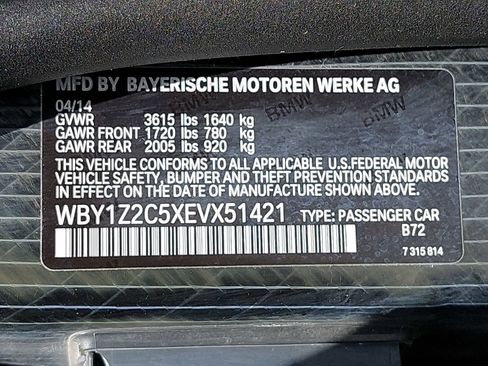 MFD BY BAYERISCHE MOTOREN WERKE AG
04/14
GVWR 3615 lbs 1640 kg
GAWR FRONT 1720 lbs 780 kg
GAWR REAR 2005 lbs 920 kg
THIS VEHICLE CONFORMS TO ALL APPLICABLE U.S.FEDERAL MOTOR
VEHICLE SAFETY, BUMPER AND THEFT PREVENTION STANDARDS
IN EFFECT ON THE DATE OF MANUFACTURE SHOWN ABOVE.
WBY1Z2C5XEVX51421 TYPE: PASSENGER CAR
B72
7 315 814
BMW
BMW